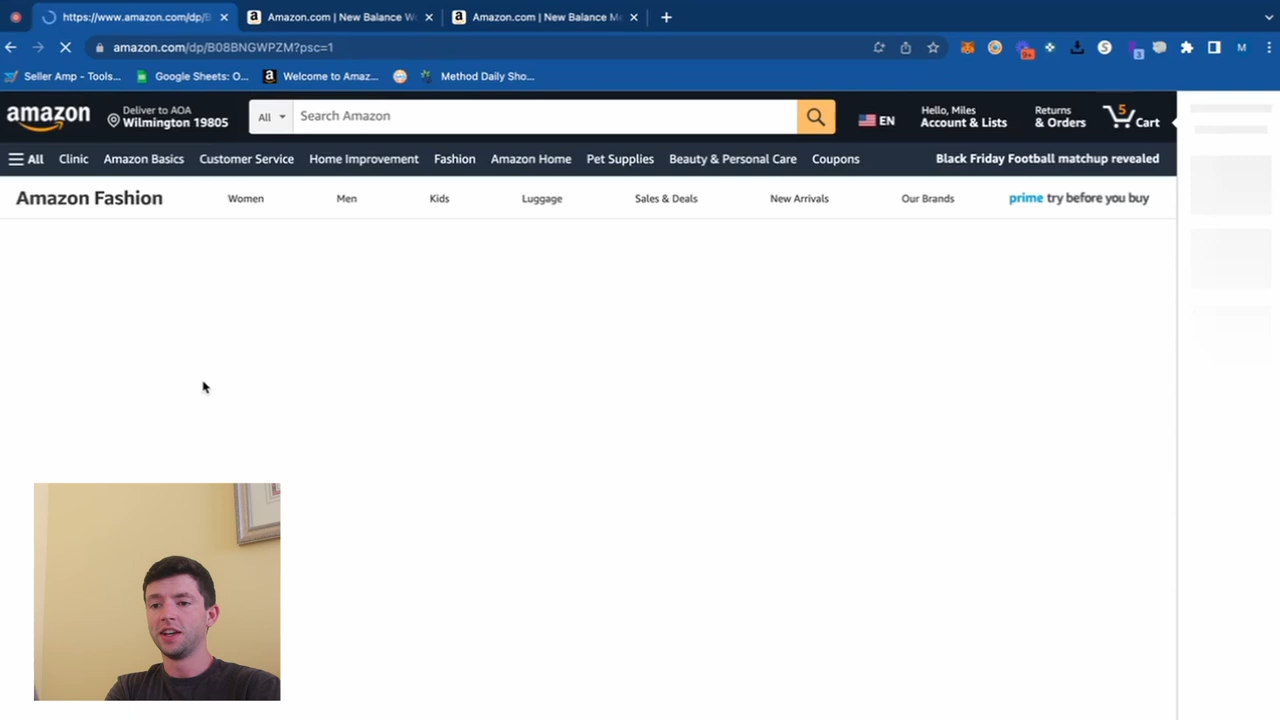 https://www.amazon.com/dp/B
Amazon.com | New Balance W
Amazon.com | New Balance M
amazon.com/dp/B08BNGWPZM?psc=1
9+
3
M
Seller Amp - Tools...
Google Sheets: O...
Welcome to Amaz...
Method Daily Sho...
amazon
Deliver to AOA
Wilmington 19805
All
Search Amazon
EN
Hello, Miles
Account & Lists
Returns
& Orders
5
Cart
All
Clinic
Amazon Basics
Customer Service
Home Improvement
Fashion
Amazon Home
Pet Supplies
Beauty & Personal Care
Coupons
Black Friday Football matchup revealed
Amazon Fashion
Women
Men
Kids
Luggage
Sales & Deals
New Arrivals
Our Brands
prime try before you buy